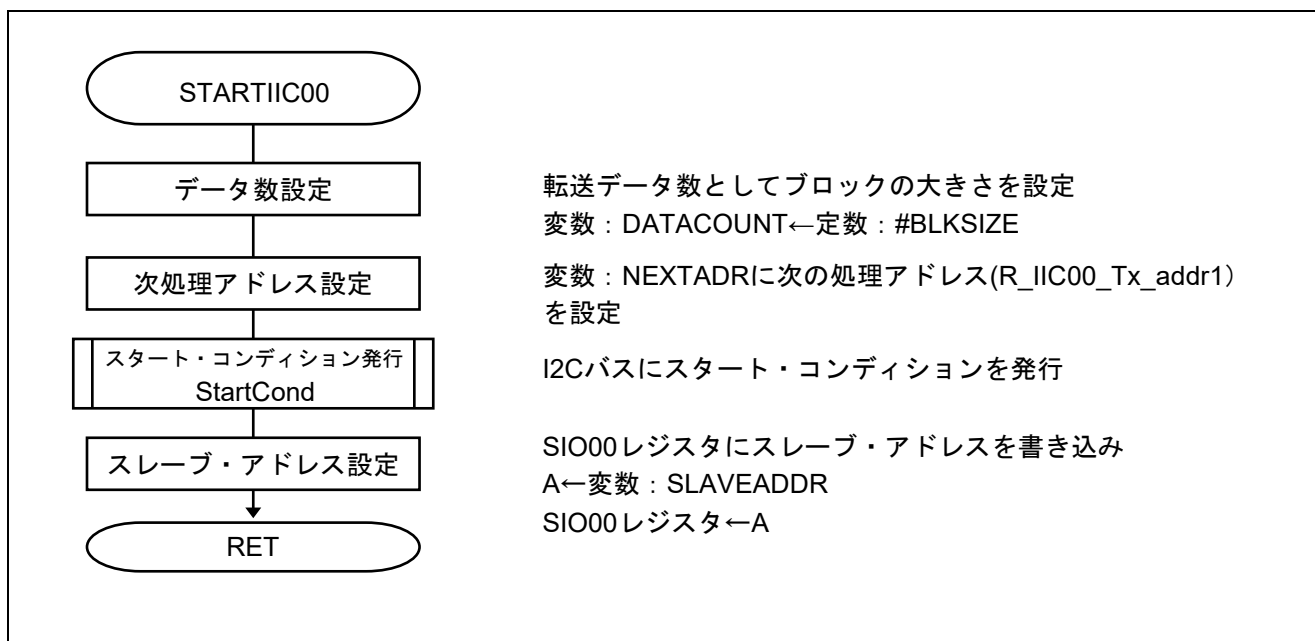 STARTIIC00
データ数設定
転送データ数としてブロックの大きさを設定
変数：DATACOUNT←定数：#BLKSIZE
次処理アドレス設定
変数：NEXTADRに次の処理アドレス(R_IIC00_Tx_addr1）
を設定
スタート・コンディション発行
StartCond
I2Cバスにスタート・コンディションを発行
スレーブ・アドレス設定
SIO00レジスタにスレーブ・アドレスを書き込み
A←変数：SLAVEADDR
SIO00レジスタ←A
RET